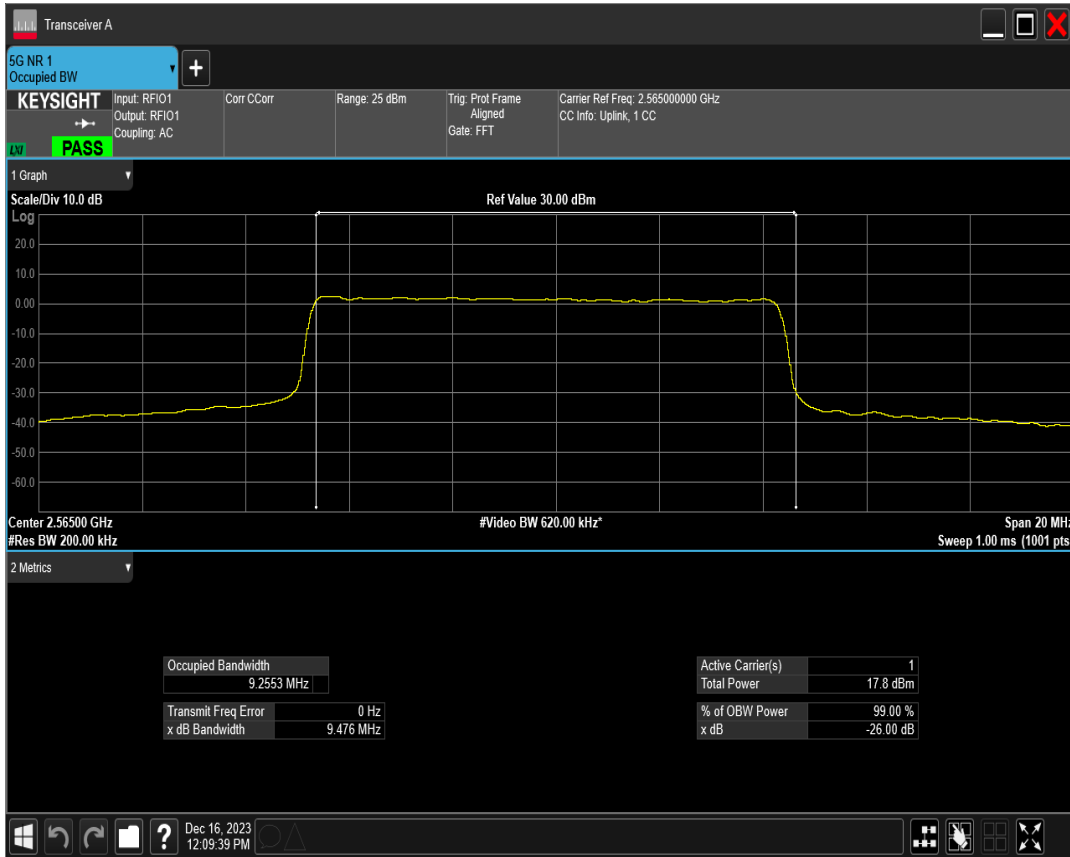 Transceiver A
5G NR 1
Occupied BW
KEYSIGHT
LXI
PASS
Input: RFIO1
Output: RFIO1
Coupling: AC
Corr CCorr
Range: 25 dBm
Trig: Prot Frame
Aligned
Gate: FFT
Carrier Ref Freq: 2.565000000 GHz
CC Info: Uplink, 1 CC
1 Graph
Scale/Div 10.0 dB
Ref Value 30.00 dBm
Log
20.0
10.0
0.00
-10.0
-20.0
-30.0
-40.0
-50.0
-60.0
Center 2.56500 GHz
#Video BW 620.00 kHz*
Span 20 MHz
#Res BW 200.00 kHz
Sweep 1.00 ms (1001 pts
2 Metrics
Occupied Bandwidth
9.2553 MHz
Transmit Freq Error 0 Hz
x dB Bandwidth 9.476 MHz
Active Carrier(s) 1
Total Power 17.8 dBm
% of OBW Power 99.00 %
x dB -26.00 dB
?
Dec 16, 2023
12:09:39 PM